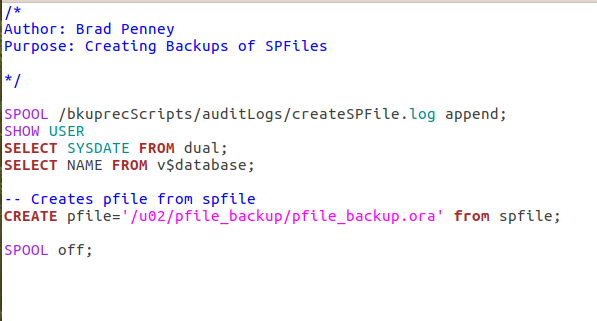 /*
Author: Brad Penney
Purpose: Creating Backups of SPFiles
*/
SPOOL /bkuprecScripts/auditLogs/createSPFile.log append;
SHOW USER
SELECT SYSDATE FROM dual;
SELECT NAME FROM v$database;
-- Creates pfile from spfile
CREATE pfile='/u02/pfile_backup/pfile_backup.ora' from spfile;
SPOOL off;